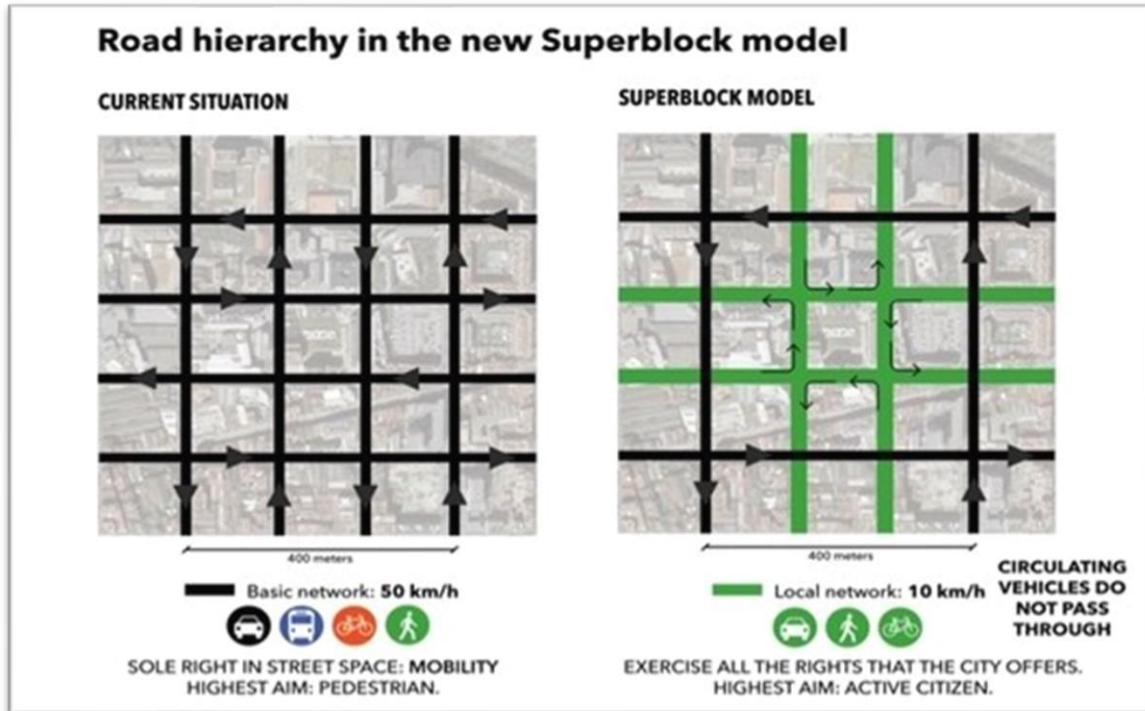 Road hierarchy in the new Superblock model
CURRENT SITUATION
400 meters
Basic network: 50 km/h
SOLE RIGHT IN STREET SPACE: MOBILITY
HIGHEST AIM: PEDESTRIAN.
SUPERBLOCK MODEL
400 meters
Local network: 10 km/h
CIRCULATING
VEHICLES DO
NOT PASS
THROUGH
EXERCISE ALL THE RIGHTS THAT THE CITY OFFERS.
HIGHEST AIM: ACTIVE CITIZEN.